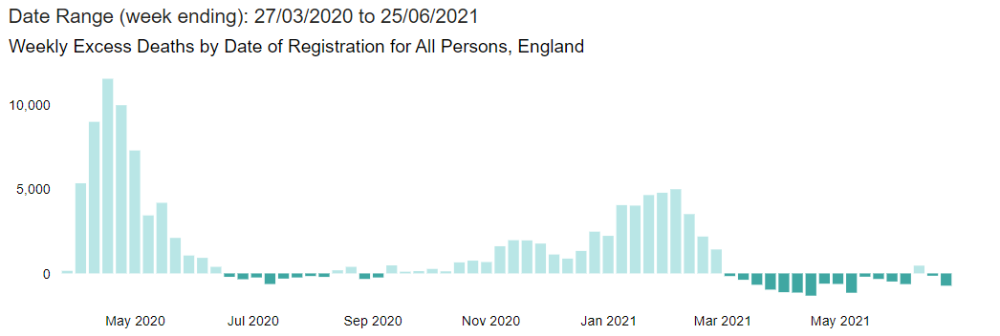 Date Range (week ending): 27/03/2020 to 25/06/2021
Weekly Excess Deaths by Date of Registration for All Persons, England
10,000
5,000
0
May 2020 Jul 2020 Sep 2020 Nov 2020 Jan 2021 Mar 2021 May 2021